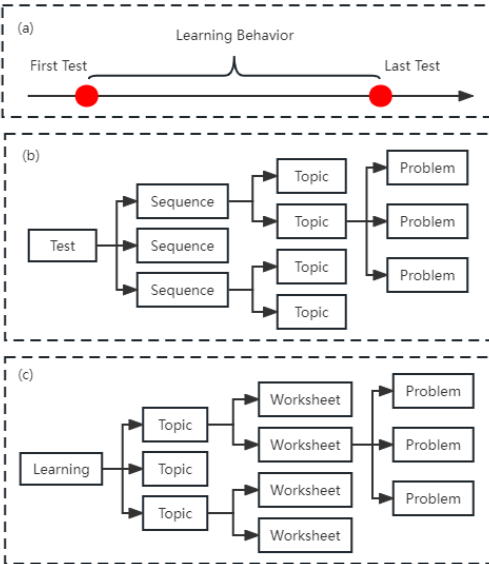 (a)
Learning Behavior
First Test
Last Test
(b)
Test
Sequence
Sequence
Sequence
Topic
Topic
Topic
Topic
Problem
Problem
Problem
(c)
Learning
Topic
Topic
Topic
Worksheet
Worksheet
Worksheet
Worksheet
Problem
Problem
Problem